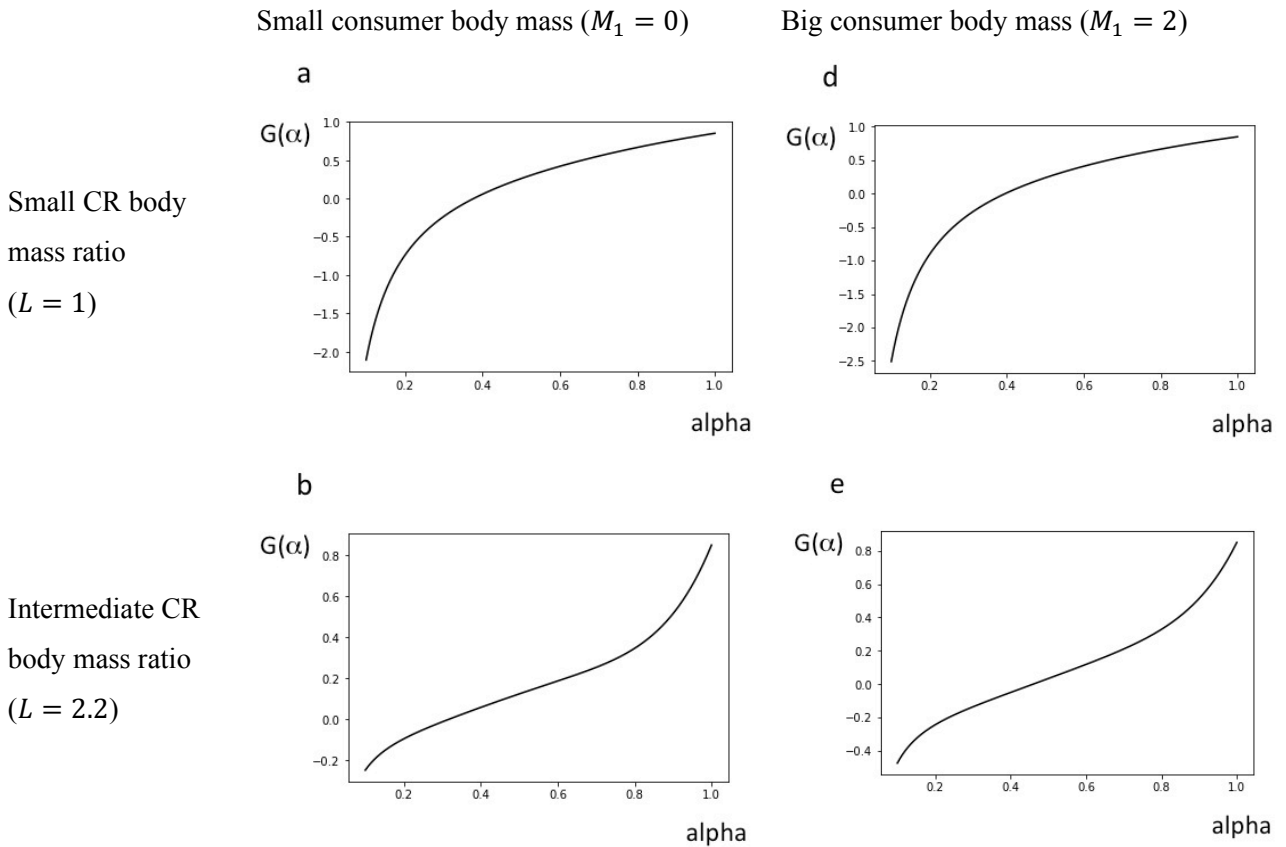 Small consumer body mass (𝑀₁ = 0)
Big consumer body mass (𝑀₁ = 2)
a
d
Small CR body
mass ratio
(𝐿 = 1)
G(α)
1.0
0.5
0.0
−0.5
−1.0
−1.5
−2.0
0.2 0.4 0.6 0.8 1.0
alpha
G(α)
1.0
0.5
0.0
−0.5
−1.0
−1.5
−2.0
−2.5
0.2 0.4 0.6 0.8 1.0
alpha
b
e
Intermediate CR
body mass ratio
(𝐿 = 2.2)
G(α)
0.8
0.6
0.4
0.2
0.0
−0.2
0.2 0.4 0.6 0.8 1.0
alpha
G(α)
0.8
0.6
0.4
0.2
0.0
−0.2
−0.4
0.2 0.4 0.6 0.8 1.0
alpha